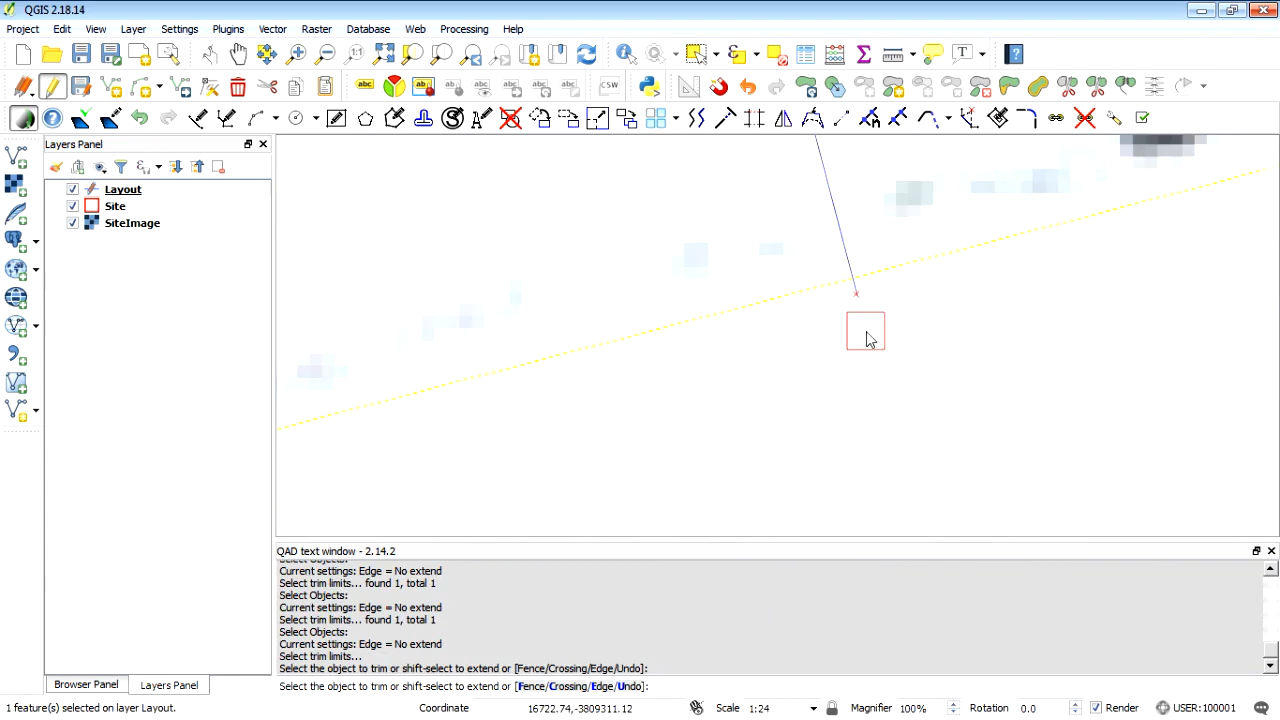 QGIS 2.18.14
Project Edit View Layer Settings Plugins Vector Raster Database Web Processing Help
Layers Panel
Layout
Site
SiteImage
QAD text window - 2.14.2
Current settings: Edge = No extend
Select trim limits... found 1, total 1
Select Objects:
Current settings: Edge = No extend
Select trim limits... found 1, total 1
Select Objects:
Current settings: Edge = No extend
Select trim limits...
Select the object to trim or shift-select to extend or [Fence/Crossing/Edge/Undo]:
Select the object to trim or shift-select to extend or [Fence/Crossing/Edge/Undo]:
Browser Panel Layers Panel
1 feature(s) selected on layer Layout. Coordinate 16722.74,-3809311.12 Scale 1:24 Magnifier 100% Rotation 0.0 Render USER:100001